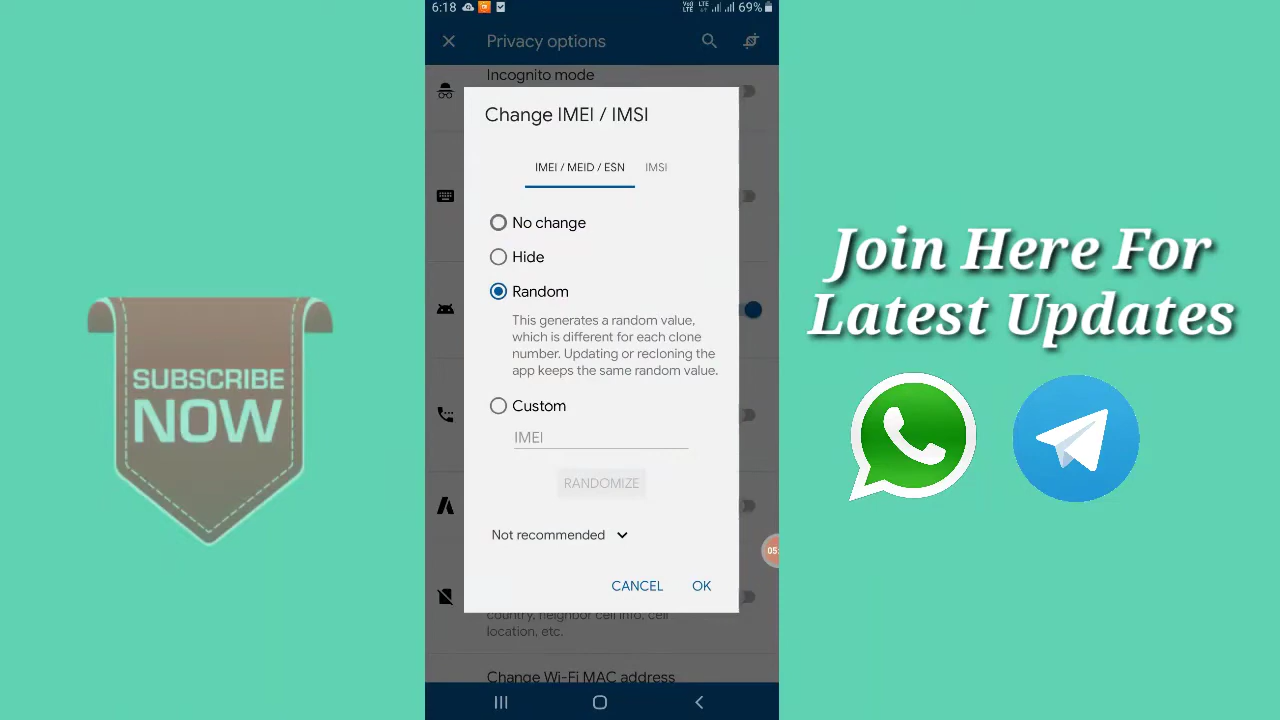 6:18
69%
Privacy options
Incognito mode
Change IMEI / IMSI
IMEI / MEID / ESN
IMSI
No change
Hide
Random
This generates a random value,
which is different for each clone
number. Updating or recloning the
app keeps the same random value.
Custom
IMEI
RANDOMIZE
Not recommended
CANCEL
OK
country, neighbor cell info, cell
location, etc.
Change Wi-Fi MAC address
SUBSCRIBE
NOW
Join Here For
Latest Updates
05: